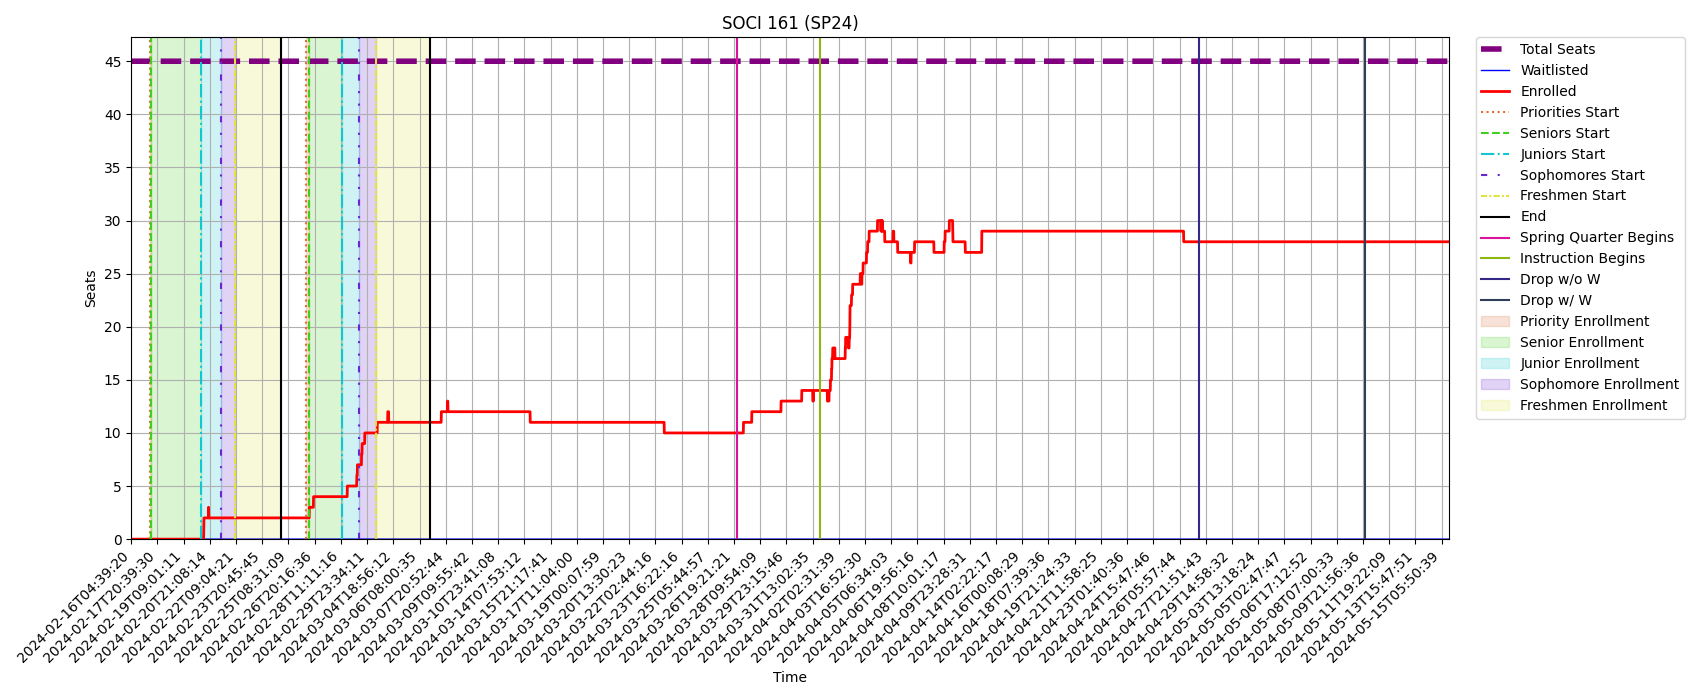 SOCI 161 (SP24)
Seats
45
40
35
30
25
20
15
10
5
0
2024-02-16T04:39:20
2024-02-17T20:39:30
2024-02-19T09:01:11
2024-02-20T21:08:14
2024-02-22T09:04:21
2024-02-23T20:45:45
2024-02-25T08:31:09
2024-02-26T20:16:36
2024-02-28T11:11:16
2024-02-29T23:34:11
2024-03-04T18:56:12
2024-03-06T08:00:35
2024-03-07T20:52:44
2024-03-10T09:55:42
2024-03-12T23:41:08
2024-03-14T07:53:12
2024-03-15T21:17:41
2024-03-17T11:04:00
2024-03-19T00:07:59
2024-03-20T13:30:23
2024-03-22T02:44:16
2024-03-23T16:22:16
2024-03-25T05:44:57
2024-03-26T19:21:21
2024-03-28T09:54:09
2024-03-29T23:15:46
2024-03-31T13:02:35
2024-04-02T02:31:39
2024-04-03T16:52:30
2024-04-05T06:34:03
2024-04-06T19:56:16
2024-04-08T10:01:17
2024-04-09T23:28:31
2024-04-14T02:22:17
2024-04-16T00:08:29
2024-04-18T07:39:36
2024-04-19T21:24:33
2024-04-21T11:58:25
2024-04-23T01:40:36
2024-04-24T15:47:46
2024-04-26T05:57:44
2024-04-27T21:51:43
2024-04-29T14:58:32
2024-05-03T13:18:24
2024-05-05T02:47:47
2024-05-06T17:12:52
2024-05-08T07:00:33
2024-05-09T21:56:36
2024-05-11T19:22:09
2024-05-13T15:47:51
2024-05-15T05:50:39
Time
Total Seats
Waitlisted
Enrolled
Priorities Start
Seniors Start
Juniors Start
Sophomores Start
Freshmen Start
End
Spring Quarter Begins
Instruction Begins
Drop w/o W
Drop w/ W
Priority Enrollment
Senior Enrollment
Junior Enrollment
Sophomore Enrollment
Freshmen Enrollment